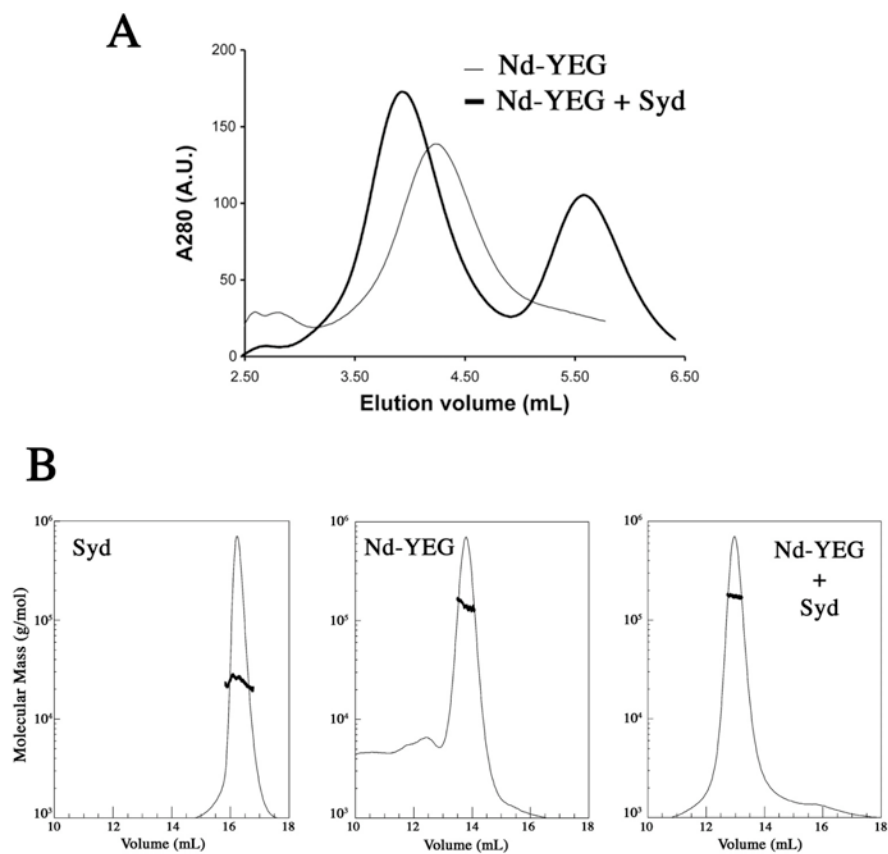 A
200
Nd-YEG
Nd-YEG + Syd
150
100
50
0
A280 (A.U.)
2.50 3.50 4.50 5.50 6.50
Elution volume (mL)
B
Molecular Mass (g/mol)
10⁶
10⁵
10⁴
10³
Syd
10 12 14 16 18
Volume (mL)
10⁶
10⁵
10⁴
10³
Nd-YEG
10 12 14 16 18
Volume (mL)
10⁶
10⁵
10⁴
10³
Nd-YEG
+
Syd
10 12 14 16 18
Volume (mL)